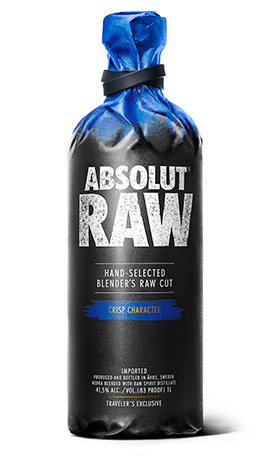 ABSOLUT®
RAW
HAND-SELECTED
BLENDER'S RAW CUT
CRISP CHARACTER
IMPORTED
PRODUCED AND BOTTLED IN ÅHUS, SWEDEN
VODKA BLENDED WITH RAW SPIRIT DISTILLATE
41,5% ALC./VOL. (83 PROOF) 1L
TRAVELER'S EXCLUSIVE